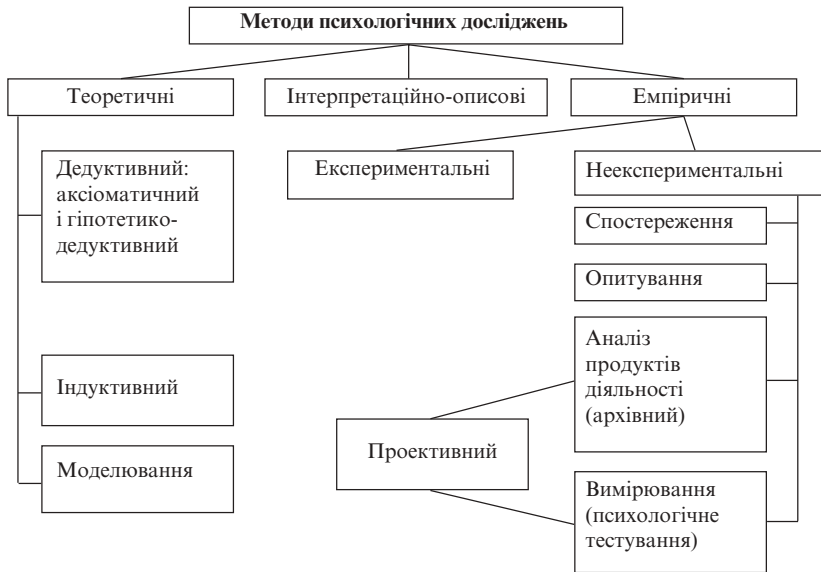 Методи психологічних досліджень
Теоретичні
Інтерпретаційно-описові
Емпіричні
Дедуктивний:
аксіоматичний
і гіпотетико-
дедуктивний
Індуктивний
Моделювання
Експериментальні
Неекспериментальні
Спостереження
Опитування
Аналіз
продуктів
діяльності
(архівний)
Проективний
Вимірювання
(психологічне
тестування)